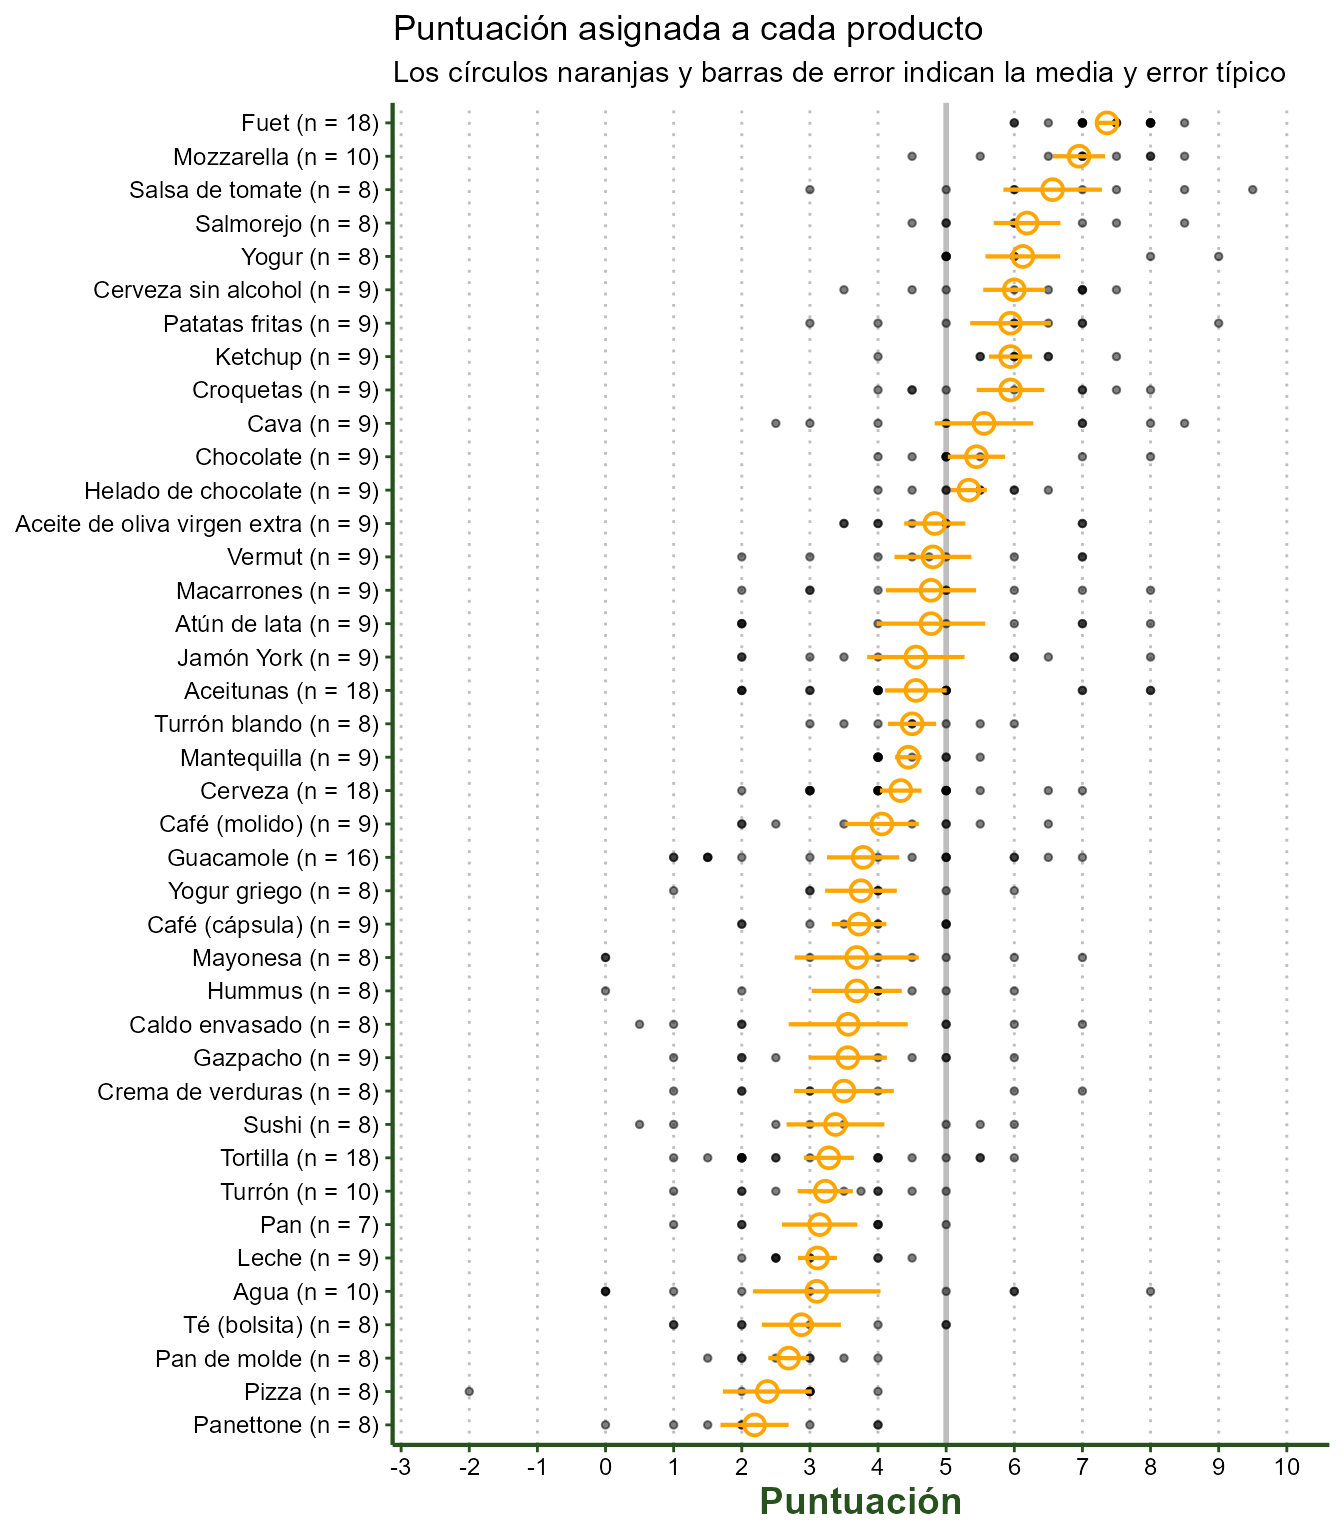 Puntuación asignada a cada producto
Los círculos naranjas y barras de error indican la media y error típico
Fuet (n = 18)
Mozzarella (n = 10)
Salsa de tomate (n = 8)
Salmorejo (n = 8)
Yogur (n = 8)
Cerveza sin alcohol (n = 9)
Patatas fritas (n = 9)
Ketchup (n = 9)
Croquetas (n = 9)
Cava (n = 9)
Chocolate (n = 9)
Helado de chocolate (n = 9)
Aceite de oliva virgen extra (n = 9)
Vermut (n = 9)
Macarrones (n = 9)
Atún de lata (n = 9)
Jamón York (n = 9)
Aceitunas (n = 18)
Turrón blando (n = 8)
Mantequilla (n = 9)
Cerveza (n = 18)
Café (molido) (n = 9)
Guacamole (n = 16)
Yogur griego (n = 8)
Café (cápsula) (n = 9)
Mayonesa (n = 8)
Hummus (n = 8)
Caldo envasado (n = 8)
Gazpacho (n = 9)
Crema de verduras (n = 8)
Sushi (n = 8)
Tortilla (n = 18)
Turrón (n = 10)
Pan (n = 7)
Leche (n = 9)
Agua (n = 10)
Té (bolsita) (n = 8)
Pan de molde (n = 8)
Pizza (n = 8)
Panettone (n = 8)
-3 -2 -1 0 1 2 3 4 5 6 7 8 9 10
Puntuación